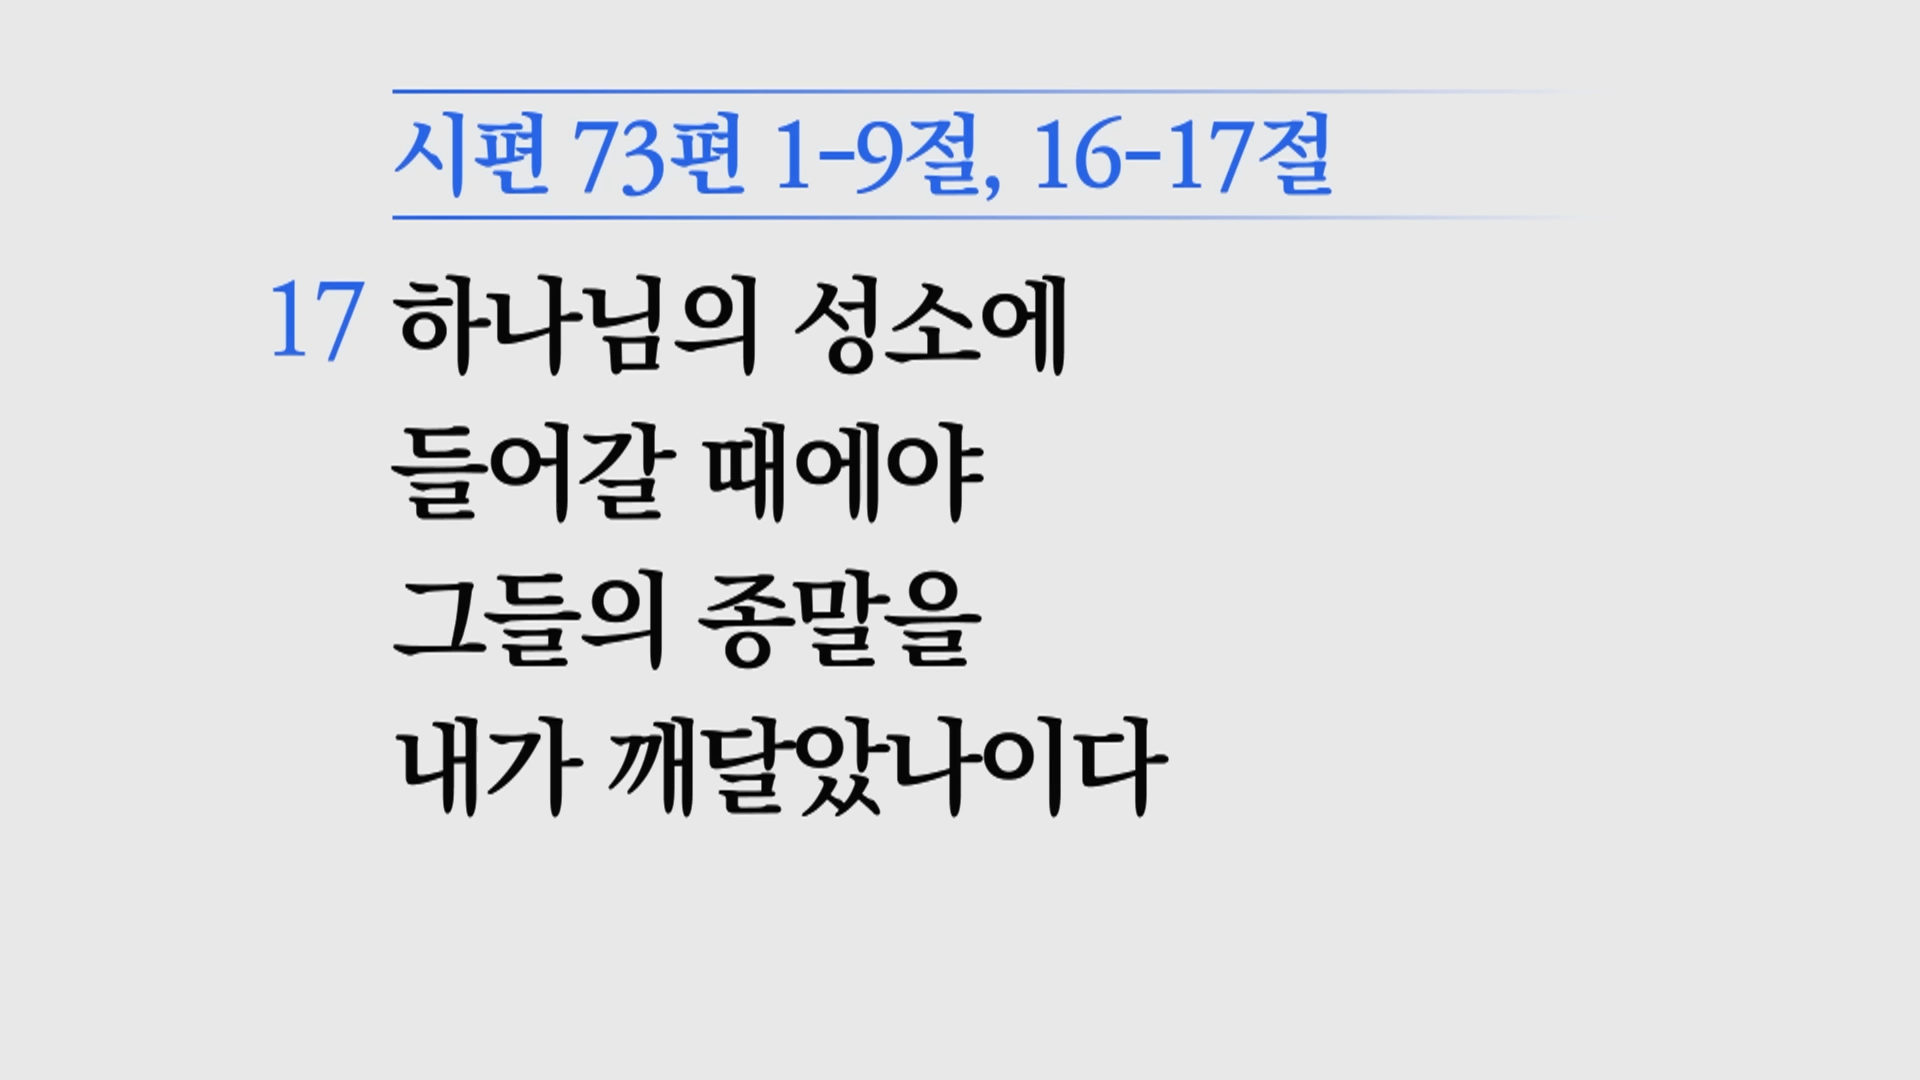 시편 73편 1-9절, 16-17절
17 하나님의 성소에
들어갈 때에야
그들의 종말을
내가 깨달았나이다